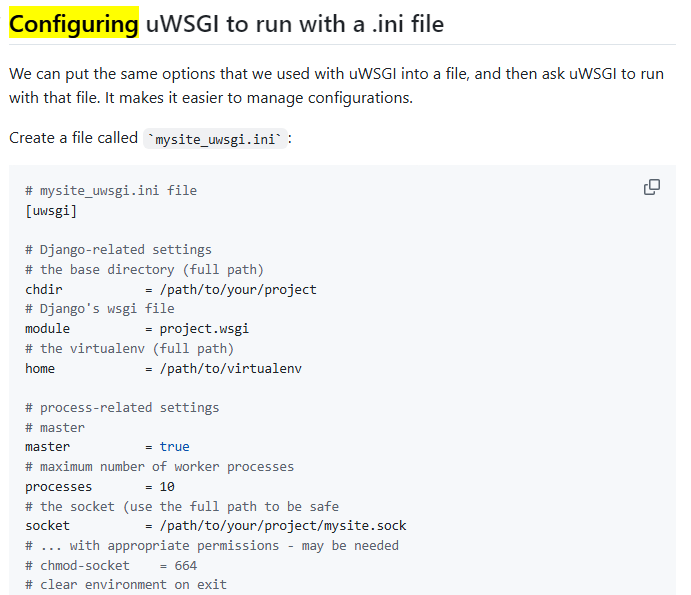 Configuring uWSGI to run with a .ini file
We can put the same options that we used with uWSGI into a file, and then ask uWSGI to run
with that file. It makes it easier to manage configurations.
Create a file called `mysite_uwsgi.ini` :
# mysite_uwsgi.ini file
[uwsgi]

# Django-related settings
# the base directory (full path)
chdir           = /path/to/your/project
# Django's wsgi file
module          = project.wsgi
# the virtualenv (full path)
home            = /path/to/virtualenv

# process-related settings
# master
master          = true
# maximum number of worker processes
processes       = 10
# the socket (use the full path to be safe
socket          = /path/to/your/project/mysite.sock
# ... with appropriate permissions - may be needed
# chmod-socket    = 664
# clear environment on exit